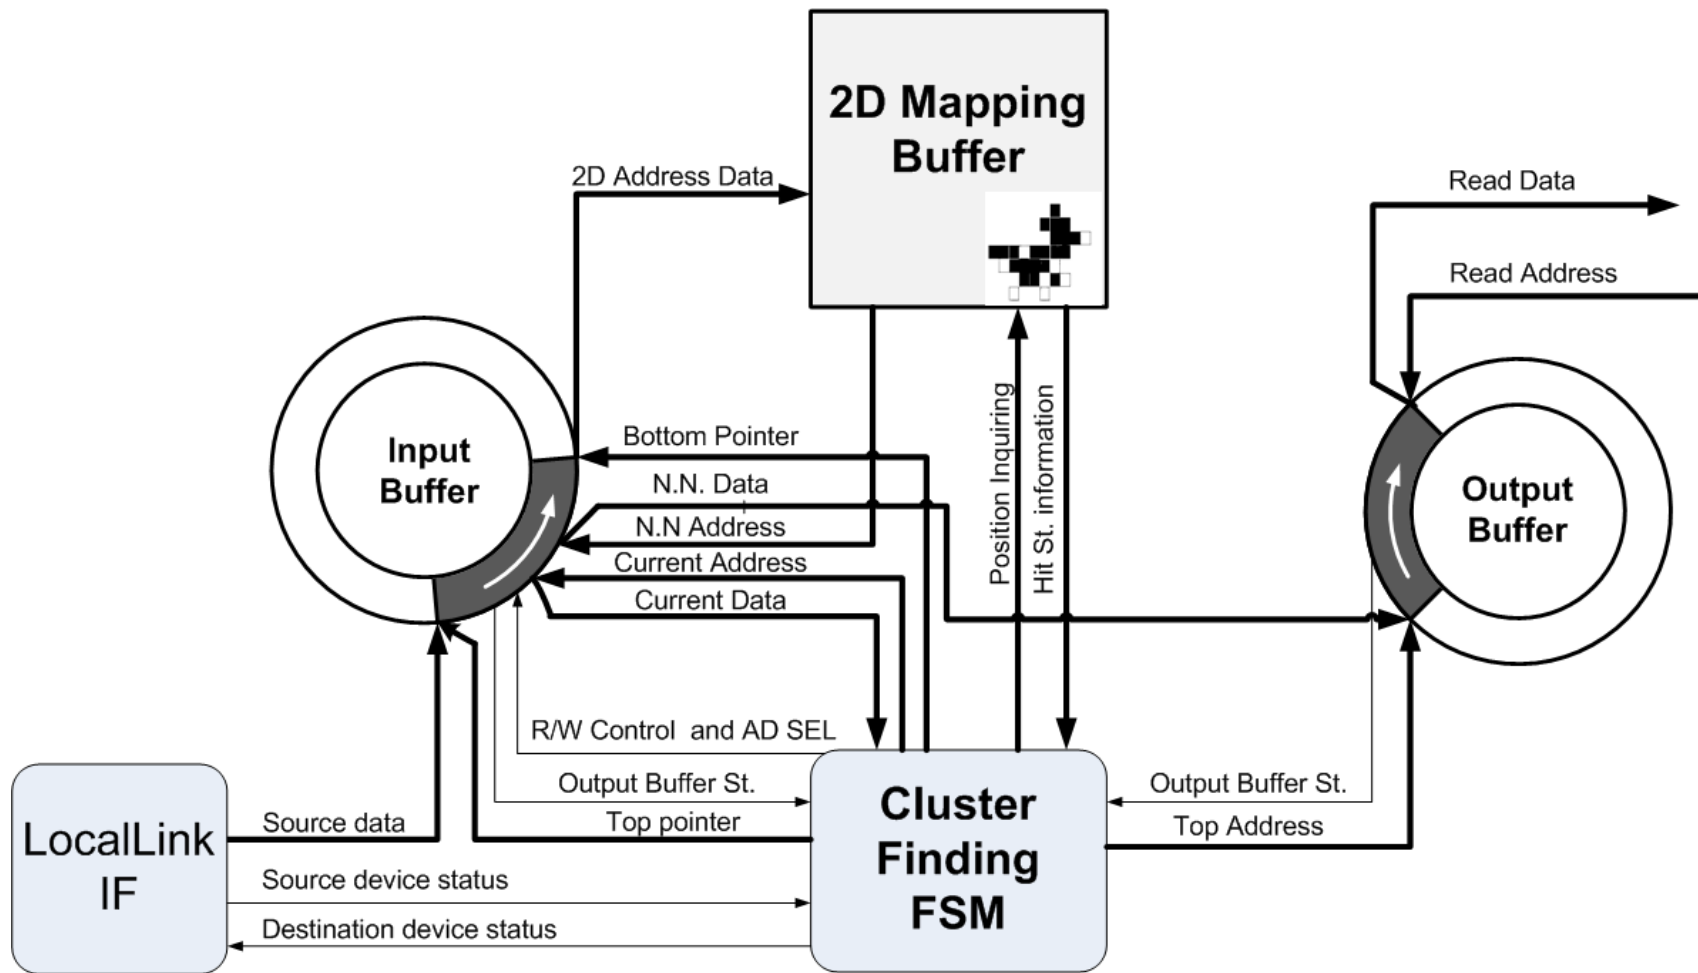 2D Mapping
Buffer
2D Address Data
Read Data
Read Address
Input
Buffer
Bottom Pointer
N.N. Data
N.N Address
Current Address
Current Data
Position Inquiring
Hit St. information
Output
Buffer
R/W Control and AD SEL
Output Buffer St.
Top pointer
Output Buffer St.
Top Address
LocalLink
IF
Source data
Source device status
Destination device status
Cluster
Finding
FSM